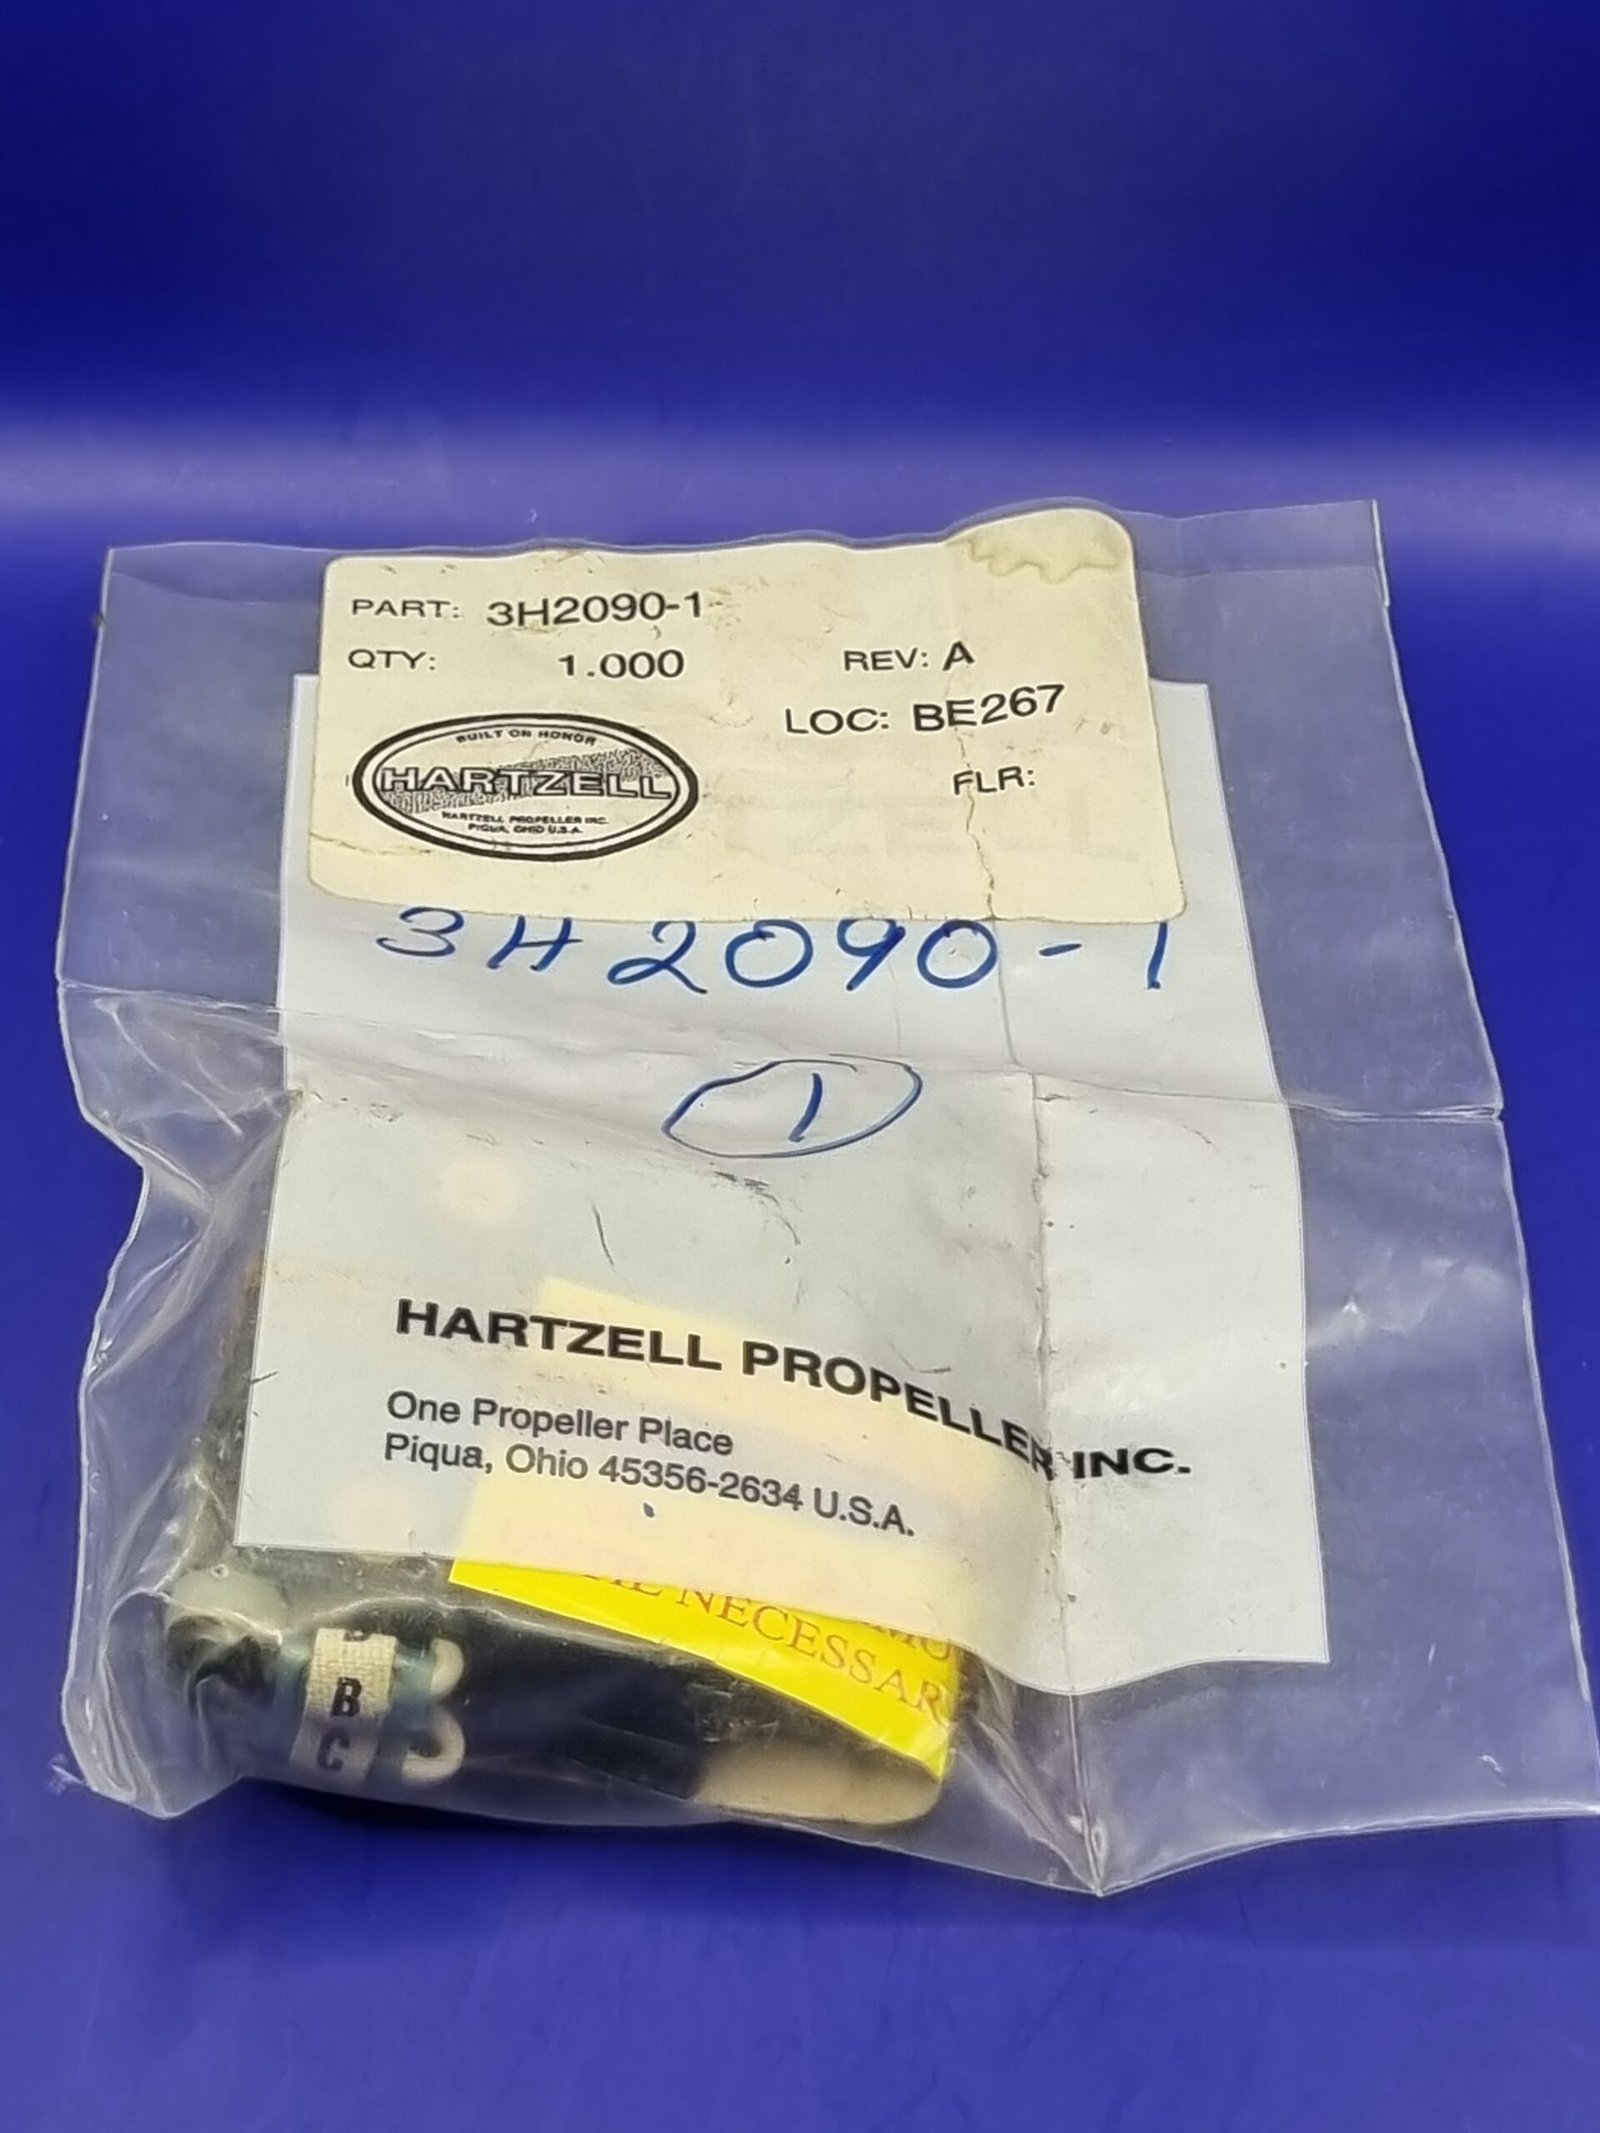 PART: 3H2090-1
QTY: 1.000 REV: A
LOC: BE267
FLR:
BUILT ON HONOR
HARTZELL
HARTZELL PROPELLER INC.
PIQUA, OHIO U.S.A.
3H2090-1
1
HARTZELL PROPELLER INC.
One Propeller Place
Piqua, Ohio 45356-2634 U.S.A.
NECESSAR
B
C